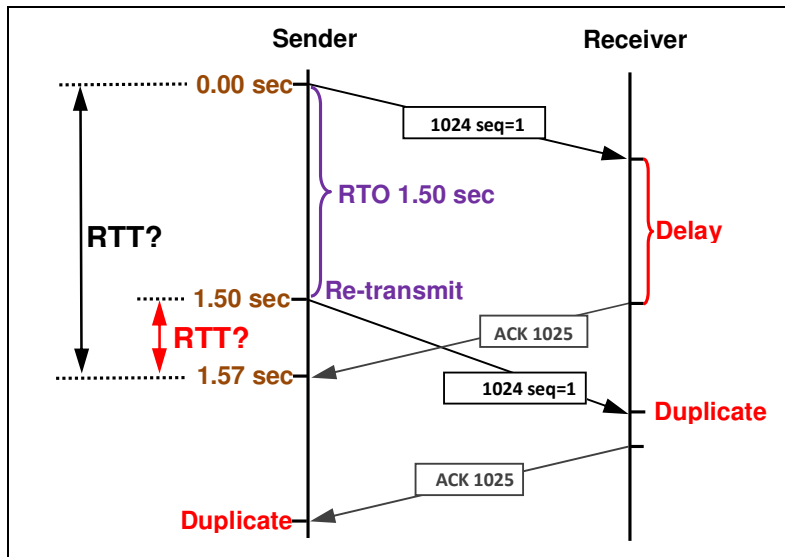 Sender
Receiver
0.00 sec
1024 seq=1
RTO 1.50 sec
RTT?
Delay
Re-transmit
1.50 sec
RTT?
ACK 1025
1.57 sec
1024 seq=1
Duplicate
ACK 1025
Duplicate